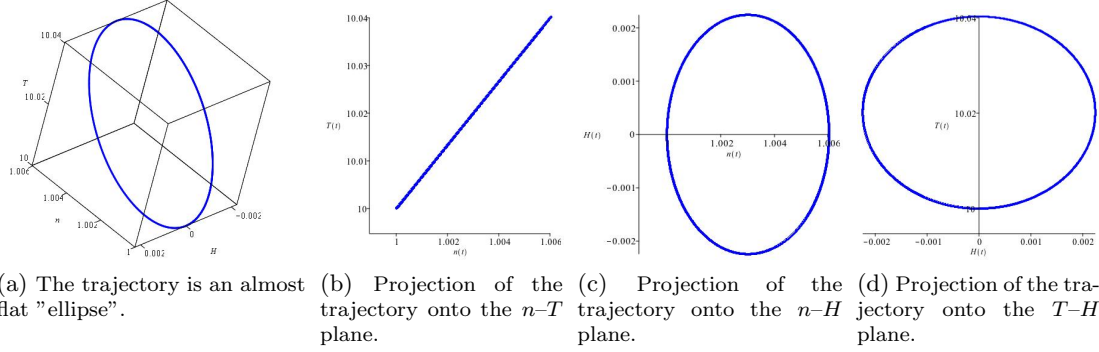 10.04
T
10.02
10
1.006
1.004
n
1.002
1
0.002
0
H
−0.002
10.04
10.03
T(t)
10.02
10.01
10
1
1.002
1.004
1.006
n(t)
0.002
0.001
H(t)
0
−0.001
−0.002
1.002
1.004
1.006
n(t)
10.04
T(t)
10.02
10
−0.002
−0.001
0
0.001
0.002
H(t)
(a) The trajectory is an almost
flat ”ellipse”.
(b) Projection of the
trajectory onto the n–T
plane.
(c) Projection of the
trajectory onto the n–H
plane.
(d) Projection of the tra-
jectory onto the T–H
plane.